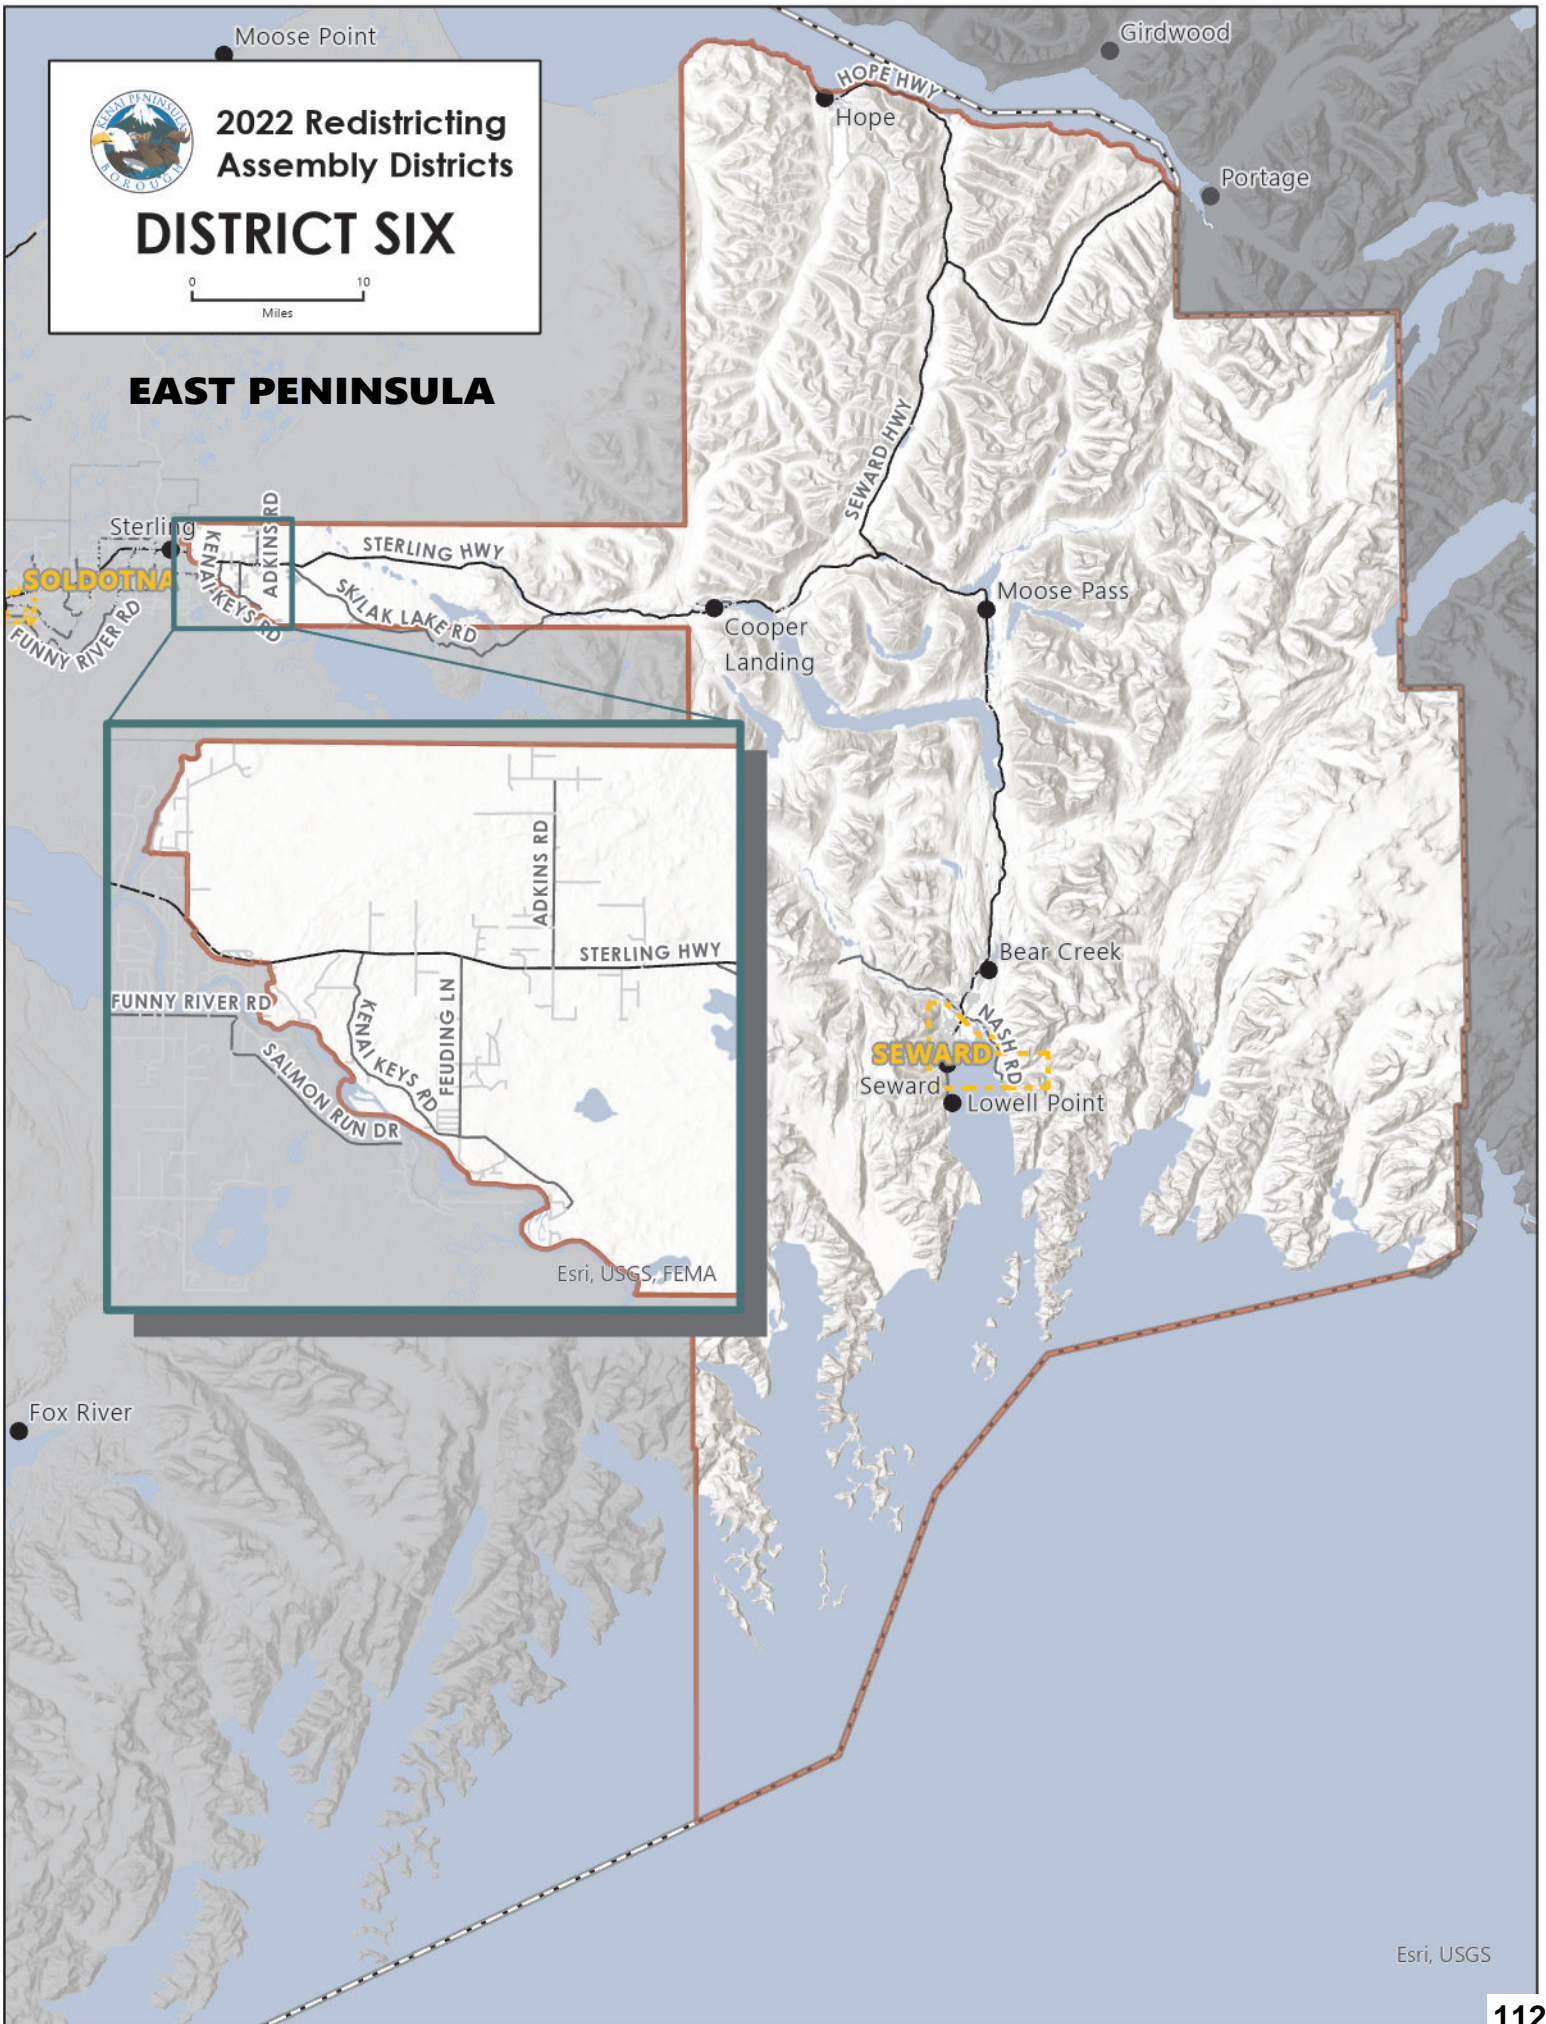 Moose Point
Girdwood
KENAI PENINSULA
BOROUGH
2022 Redistricting
Assembly Districts
DISTRICT SIX
0 10
Miles
HOPE HWY
Hope
Portage
EAST PENINSULA
SEWARD HWY
Sterling
ADKINS RD
KENAI KEYS RD
STERLING HWY
SOLDOTNA
SKILAK LAKE RD
FUNNY RIVER RD
Moose Pass
Cooper
Landing
ADKINS RD
STERLING HWY
FUNNY RIVER RD
KENAI KEYS RD
FEUDING LN
SALMON RUN DR
Esri, USGS, FEMA
Bear Creek
NASH RD
SEWARD
Seward
Lowell Point
Fox River
Esri, USGS
112